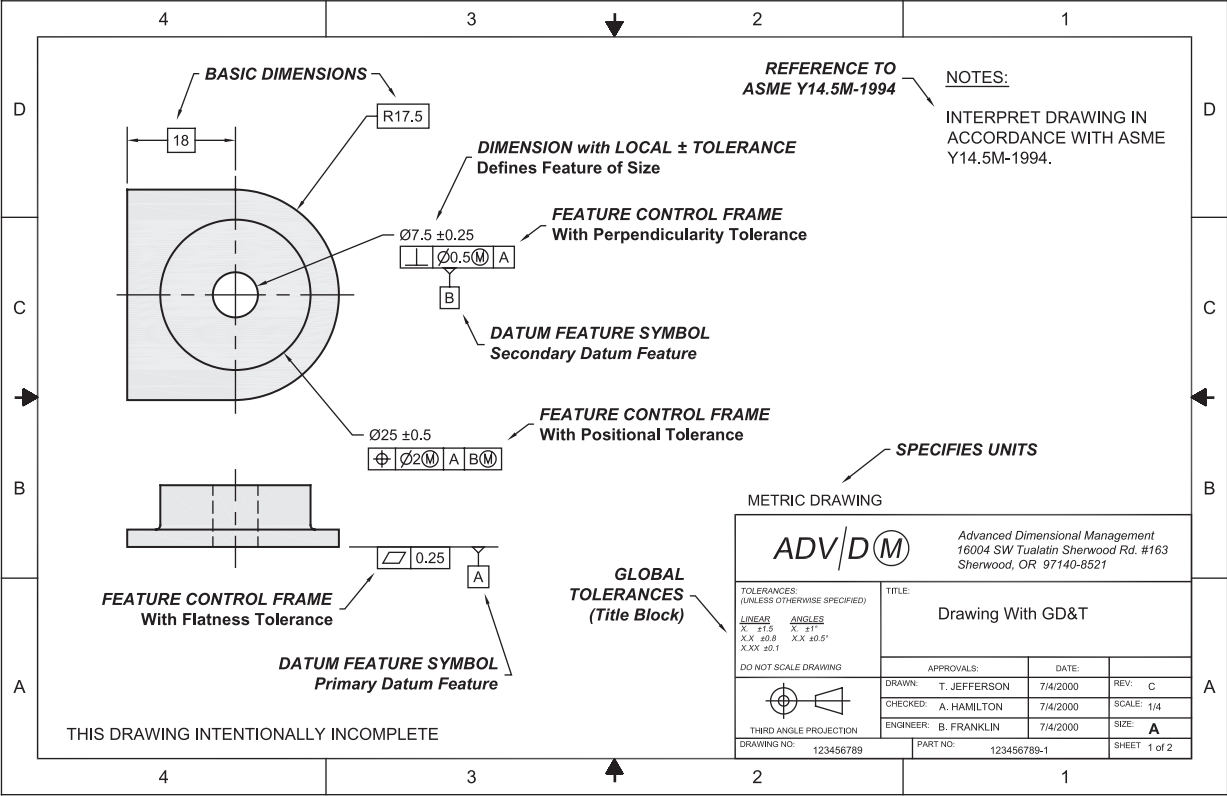 4 3 2 1
D
BASIC DIMENSIONS
18
R17.5
REFERENCE TO
ASME Y14.5M-1994
NOTES:
INTERPRET DRAWING IN
ACCORDANCE WITH ASME
Y14.5M-1994.
D
DIMENSION with LOCAL ± TOLERANCE
Defines Feature of Size
Ø7.5 ±0.25
⊥ Ø0.5Ⓜ A
B
FEATURE CONTROL FRAME
With Perpendicularity Tolerance
C
C
DATUM FEATURE SYMBOL
Secondary Datum Feature
Ø25 ±0.5
⌖ Ø2Ⓜ A BⓂ
FEATURE CONTROL FRAME
With Positional Tolerance
SPECIFIES UNITS
B
B
METRIC DRAWING
⏥ 0.25
A
FEATURE CONTROL FRAME
With Flatness Tolerance
DATUM FEATURE SYMBOL
Primary Datum Feature
GLOBAL
TOLERANCES
(Title Block)
ADV/DⓂ
Advanced Dimensional Management
16004 SW Tualatin Sherwood Rd. #163
Sherwood, OR 97140-8521
TOLERANCES:
(UNLESS OTHERWISE SPECIFIED)
LINEAR ANGLES
X. ±1.5 X. ±1°
X.X ±0.8 X.X ±0.5°
X.XX ±0.1
DO NOT SCALE DRAWING
TITLE:
Drawing With GD&T
APPROVALS: DATE:
DRAWN: T. JEFFERSON 7/4/2000 REV: C
CHECKED: A. HAMILTON 7/4/2000 SCALE: 1/4
ENGINEER: B. FRANKLIN 7/4/2000 SIZE: A
THIRD ANGLE PROJECTION
DRAWING NO: 123456789 PART NO: 123456789-1 SHEET 1 of 2
A
A
THIS DRAWING INTENTIONALLY INCOMPLETE
4 3 2 1